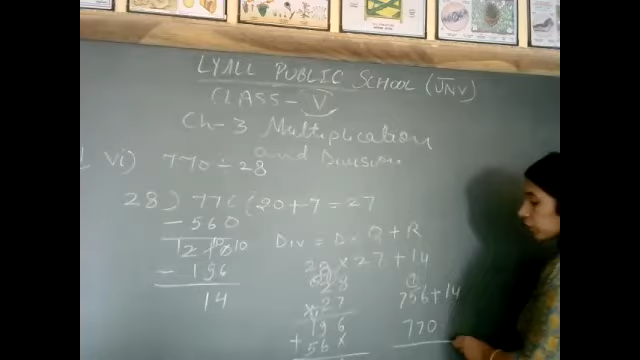 LYALL PUBLIC SCHOOL (JNV)
CLASS - V
Ch-3 Multiplication
and Division
vi) 770 ÷ 28
28 ) 770 ( 20 + 7 = 27
- 560
210
- 196
14
Div = D × Q + R
28 × 27 + 14
28
× 27
196
+ 56 ×
756 + 14
770